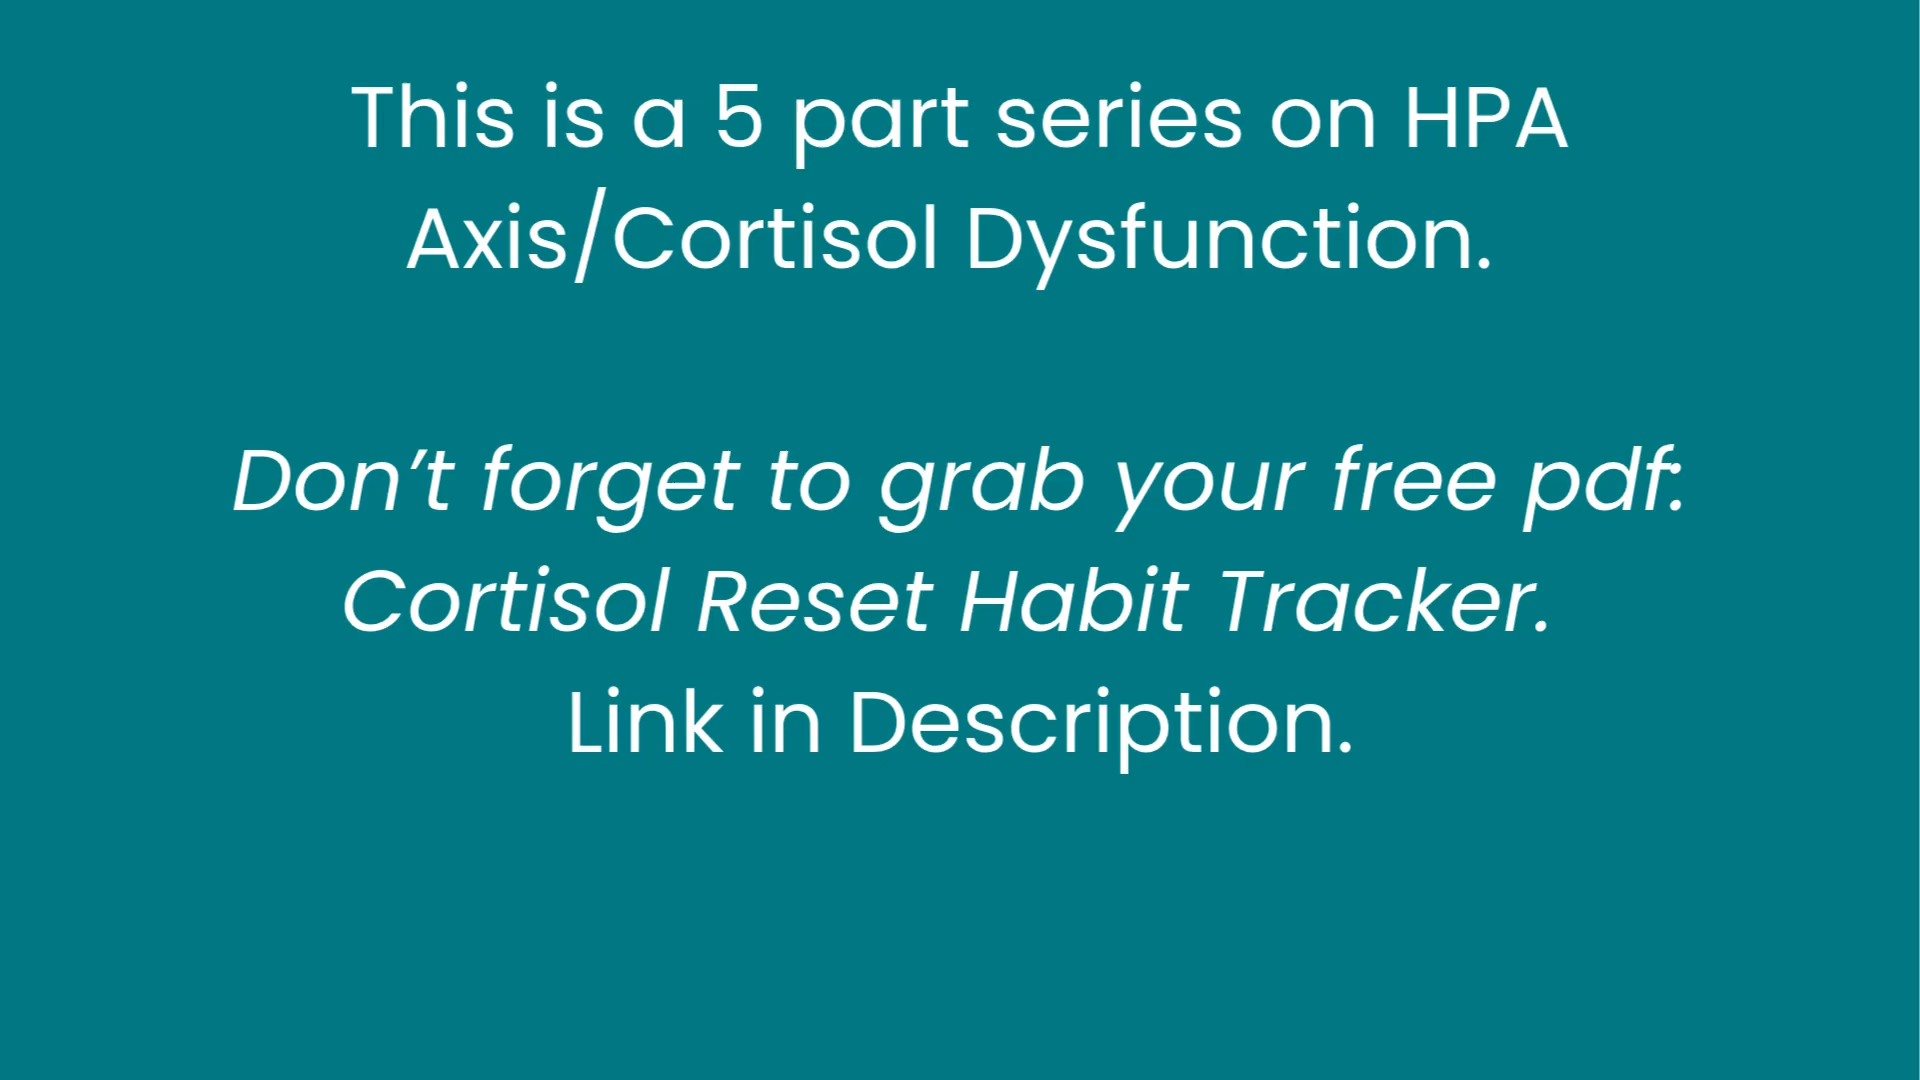 This is a 5 part series on HPA
Axis/Cortisol Dysfunction.
Don’t forget to grab your free pdf:
Cortisol Reset Habit Tracker.
Link in Description.